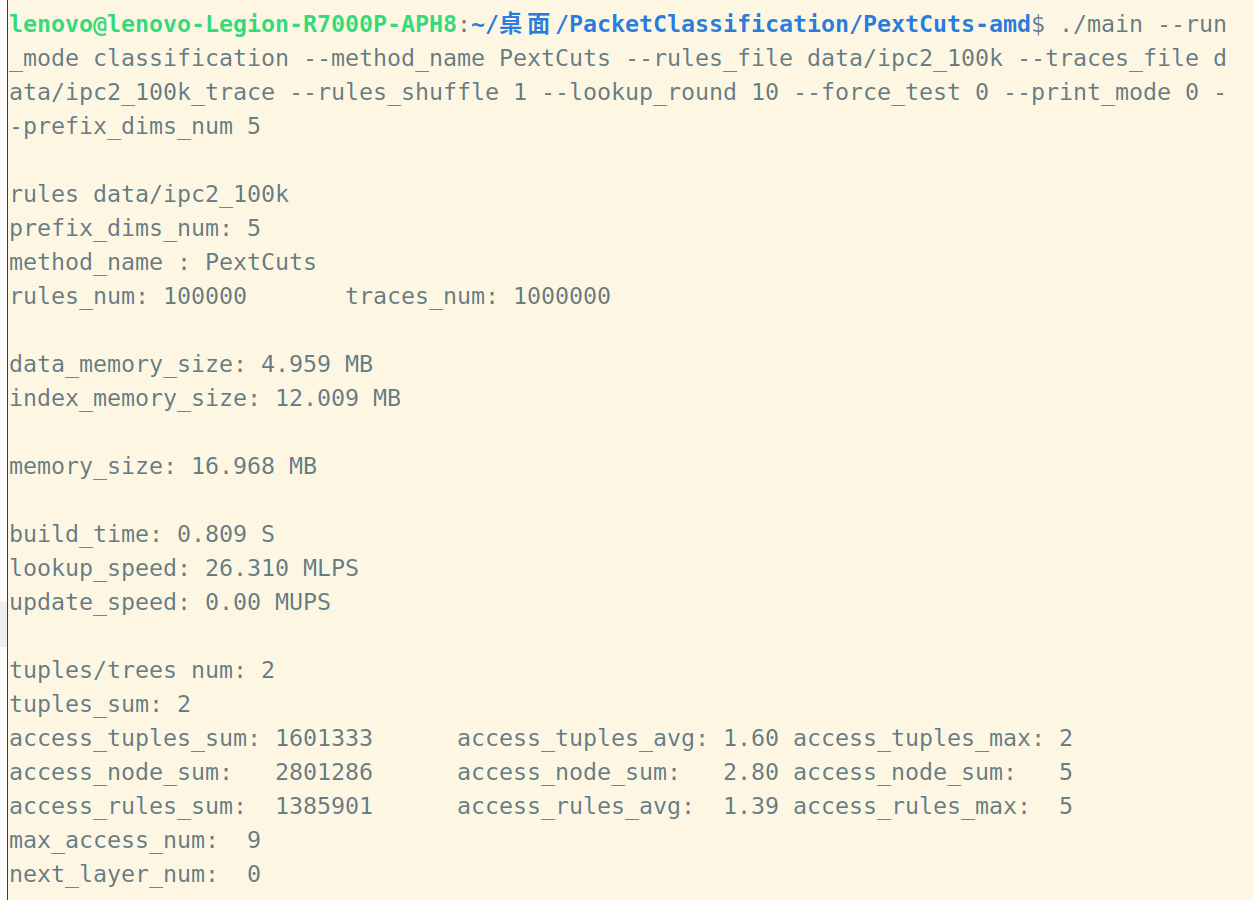 lenovo@lenovo-Legion-R7000P-APH8:~/桌面/PacketClassification/PextCuts-amd$ ./main --run
_mode classification --method_name PextCuts --rules_file data/ipc2_100k --traces_file d
ata/ipc2_100k_trace --rules_shuffle 1 --lookup_round 10 --force_test 0 --print_mode 0 -
-prefix_dims_num 5
rules data/ipc2_100k
prefix_dims_num: 5
method_name : PextCuts
rules_num: 100000       traces_num: 1000000
data_memory_size: 4.959 MB
index_memory_size: 12.009 MB
memory_size: 16.968 MB
build_time: 0.809 S
lookup_speed: 26.310 MLPS
update_speed: 0.00 MUPS
tuples/trees num: 2
tuples_sum: 2
access_tuples_sum: 1601333      access_tuples_avg: 1.60 access_tuples_max: 2
access_node_sum:   2801286      access_node_sum:   2.80 access_node_sum:   5
access_rules_sum:  1385901      access_rules_avg:  1.39 access_rules_max:  5
max_access_num:  9
next_layer_num:  0